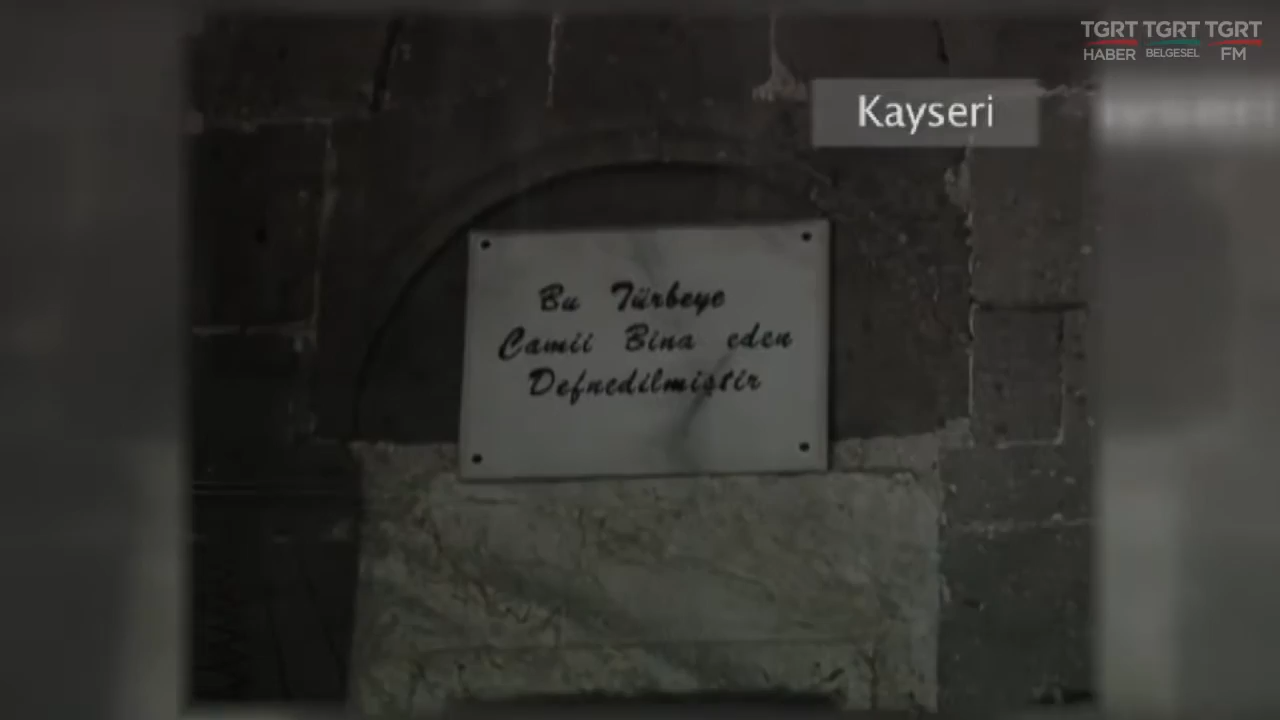 TGRT TGRT TGRT
HABER BELGESEL FM
Kayseri
Bu Türbeye
Camii Bina eden
Defnedilmiştir